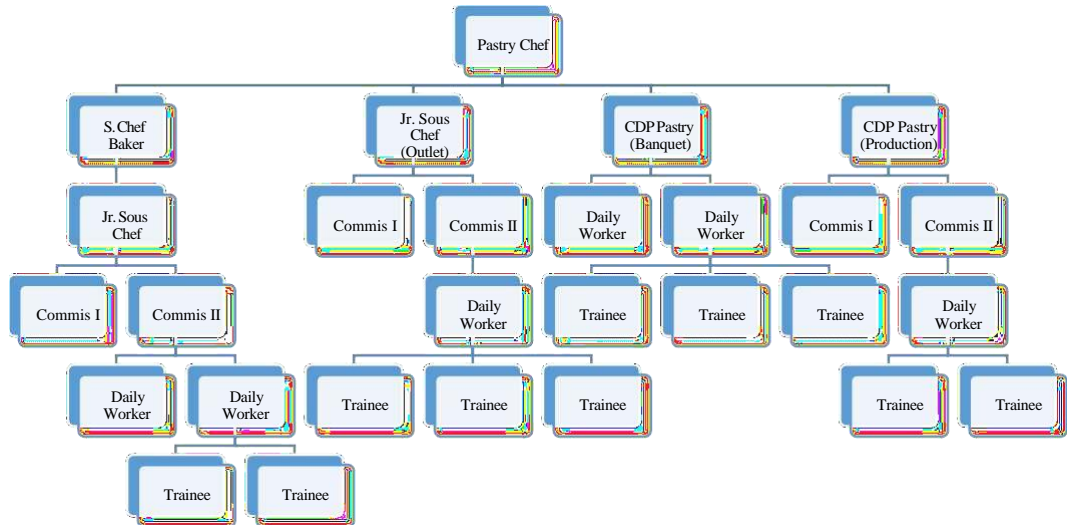 Pastry Chef
S. Chef
Baker
Jr. Sous
Chef
(Outlet)
CDP Pastry
(Banquet)
CDP Pastry
(Production)
Jr. Sous
Chef
Commis I
Commis II
Daily
Worker
Daily
Worker
Commis I
Commis II
Commis I
Commis II
Daily
Worker
Trainee
Trainee
Trainee
Daily
Worker
Daily
Worker
Daily
Worker
Trainee
Trainee
Trainee
Trainee
Trainee
Trainee
Trainee